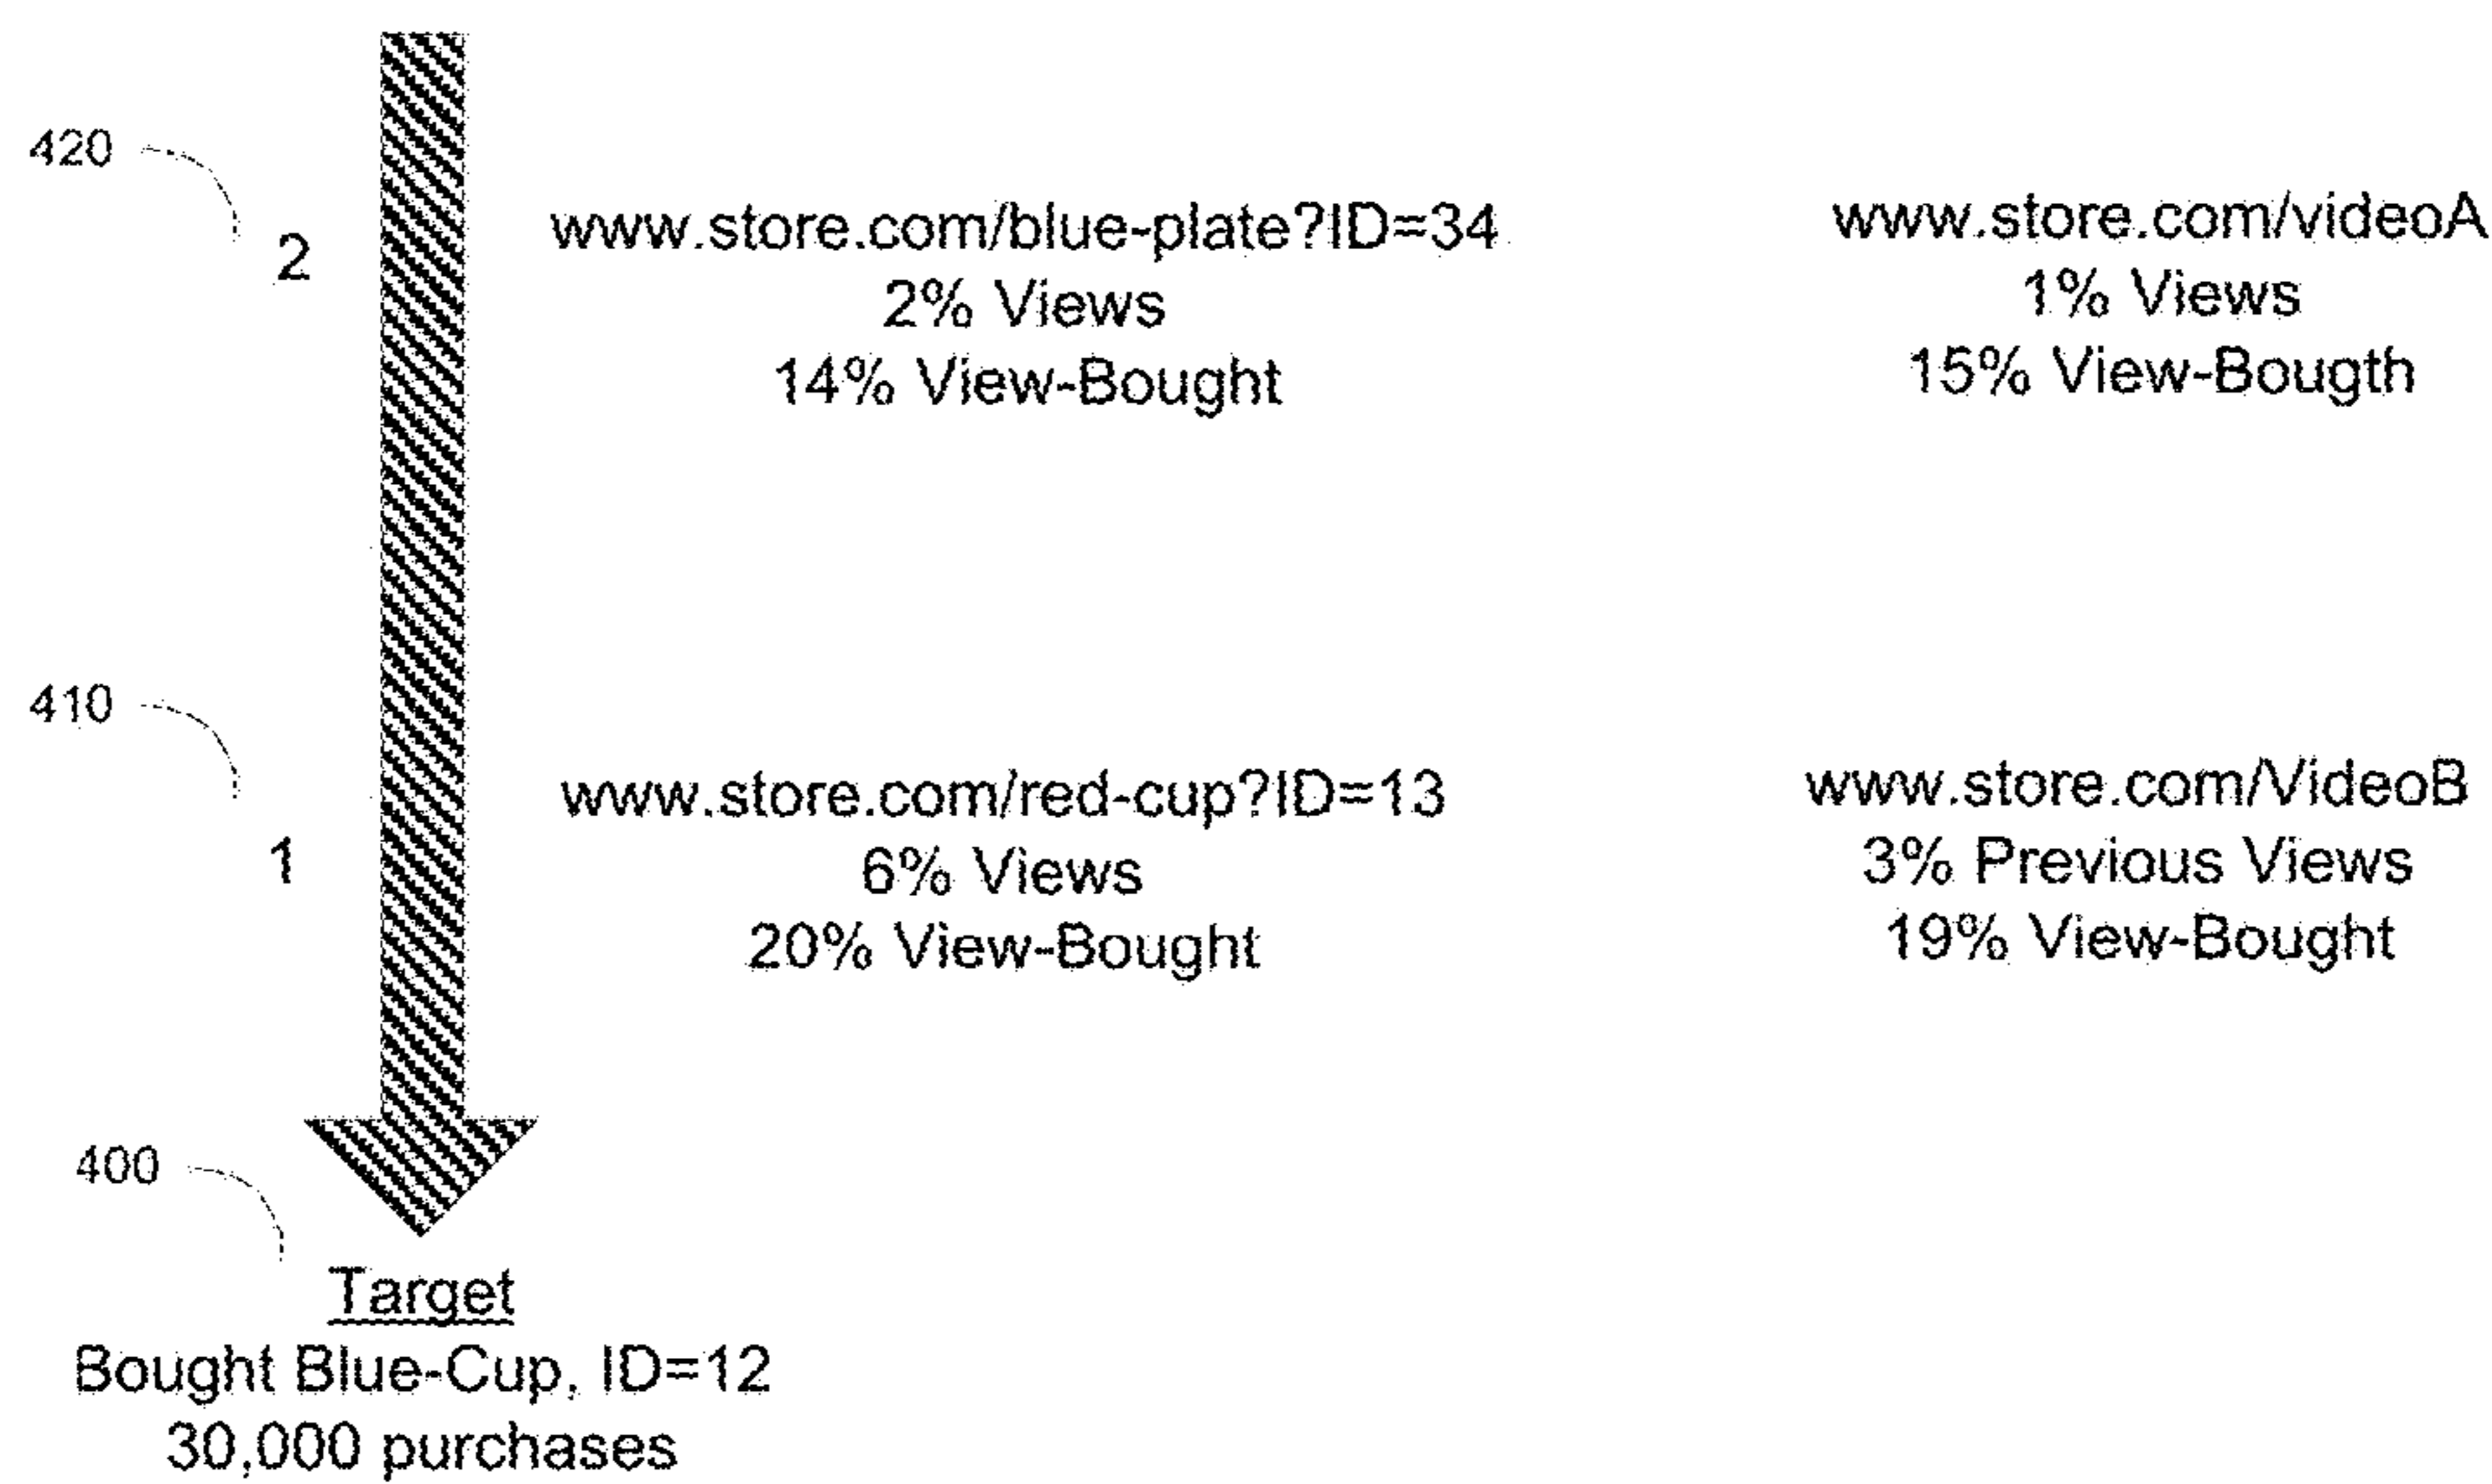 420
2
www.store.com/blue-plate?ID=34
2% Views
14% View-Bought
www.store.com/videoA
1% Views
15% View-Bougth
410
1
www.store.com/red-cup?ID=13
6% Views
20% View-Bought
www.store.com/VideoB
3% Previous Views
19% View-Bought
400
Target
Bought Blue-Cup, ID=12
30,000 purchases